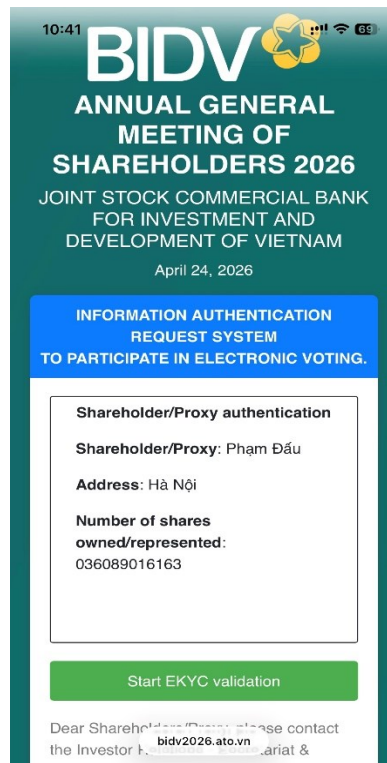 10:41
69
BIDV
ANNUAL GENERAL
MEETING OF
SHAREHOLDERS 2026
JOINT STOCK COMMERCIAL BANK
FOR INVESTMENT AND
DEVELOPMENT OF VIETNAM
April 24, 2026
INFORMATION AUTHENTICATION
REQUEST SYSTEM
TO PARTICIPATE IN ELECTRONIC VOTING.
Shareholder/Proxy authentication
Shareholder/Proxy: Phạm Đấu
Address: Hà Nội
Number of shares
owned/represented:
036089016163
Start EKYC validation
Dear please contact
the Investor &
bidv2026.ato.vn